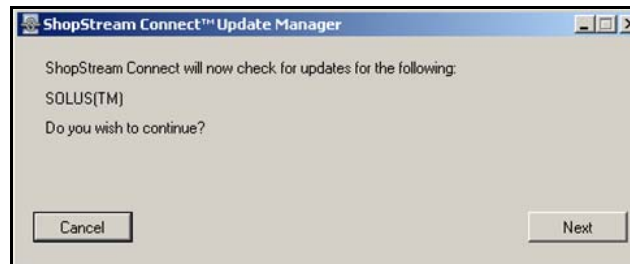 ShopStream Connect™ Update Manager
ShopStream Connect will now check for updates for the following:
SOLUS(TM)
Do you wish to continue?
Cancel Next